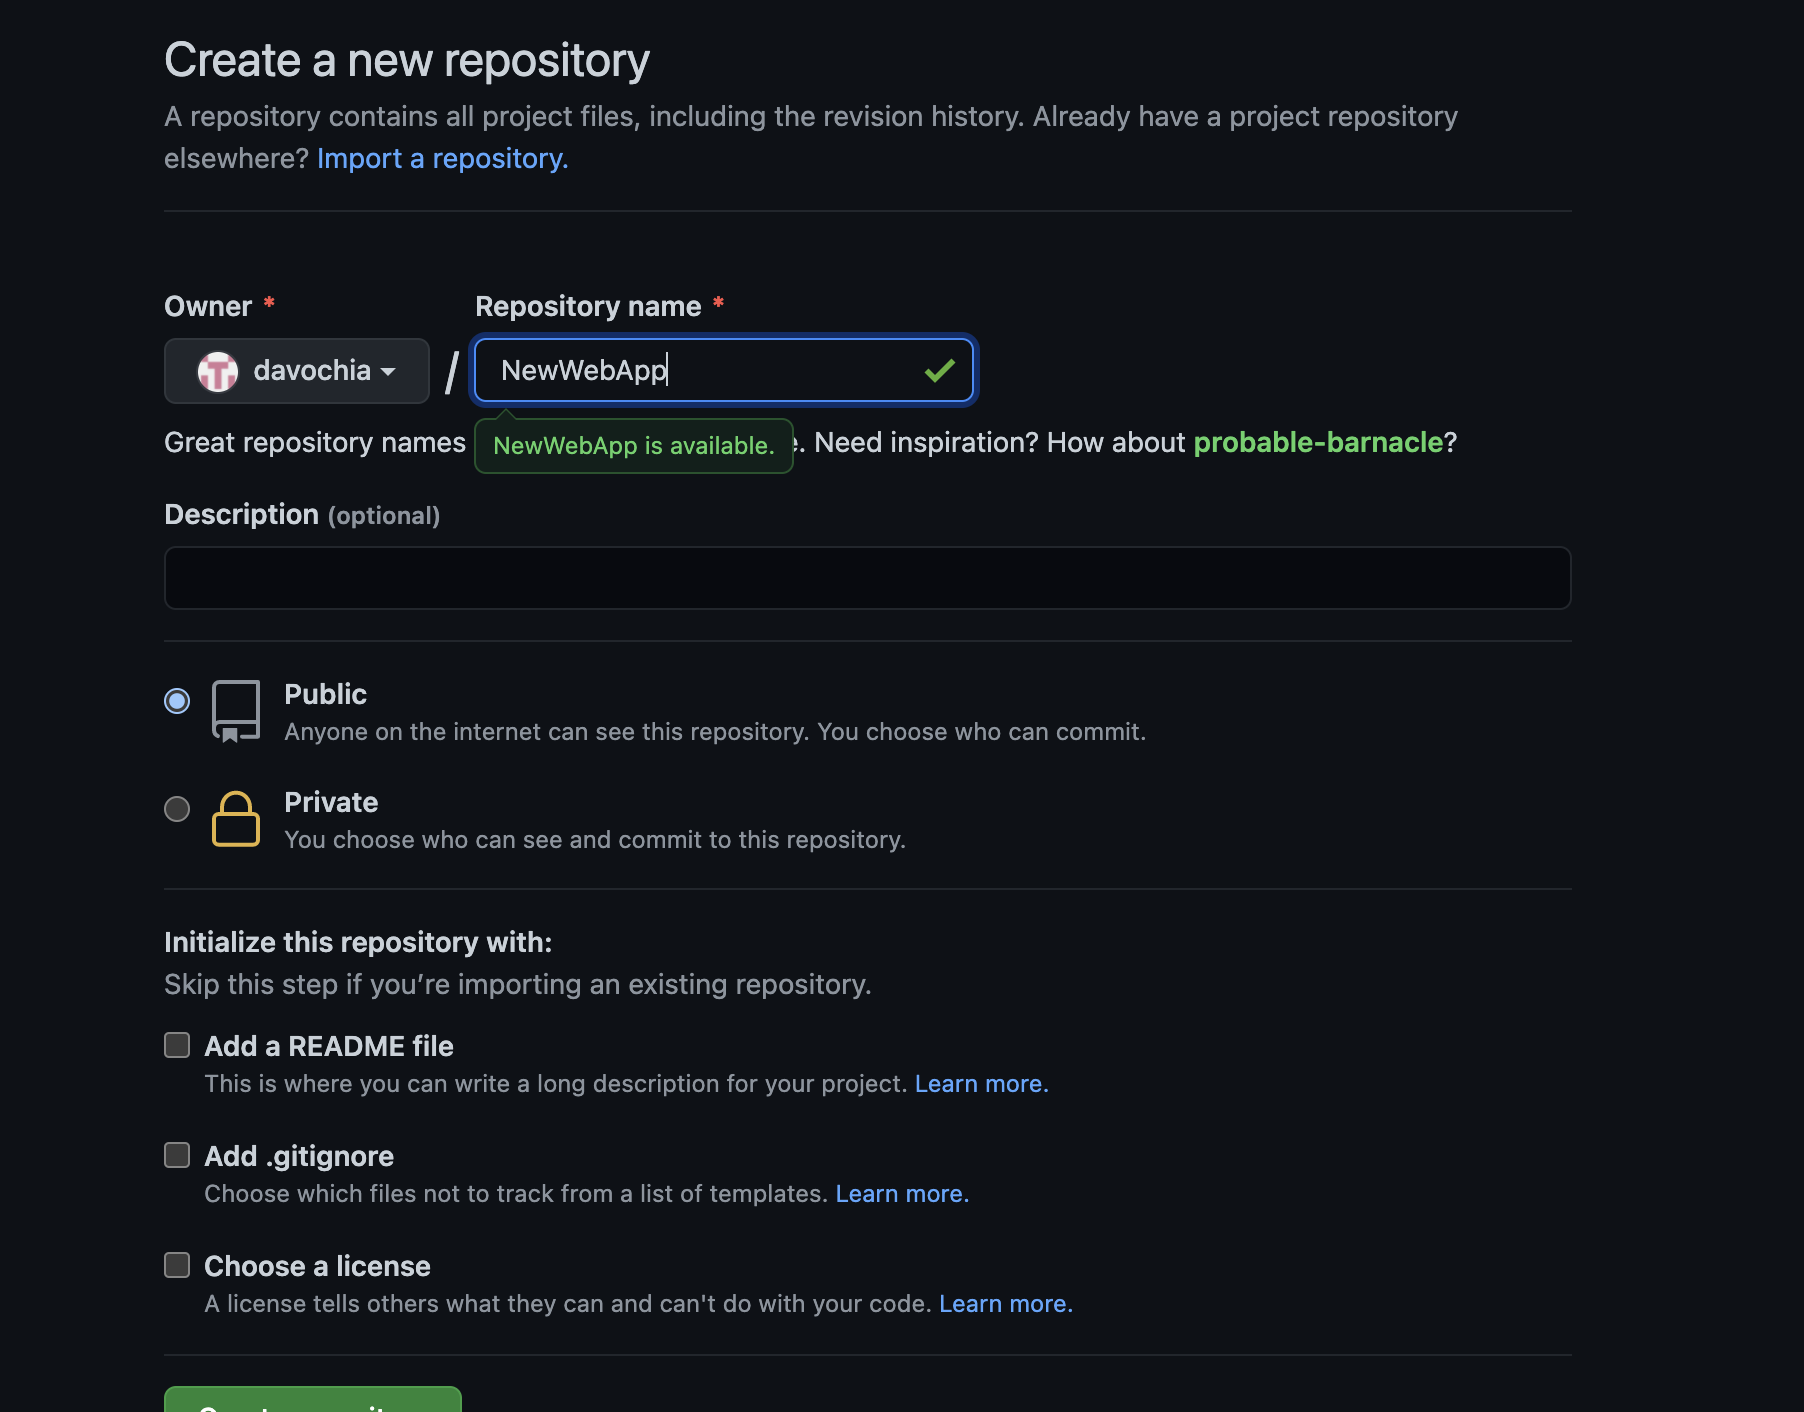 Create a new repository
A repository contains all project files, including the revision history. Already have a project repository
elsewhere? Import a repository.
Owner * Repository name *
davochia / NewWebApp
Great repository names NewWebApp is available. e. Need inspiration? How about probable-barnacle?
Description (optional)
Public
Anyone on the internet can see this repository. You choose who can commit.
Private
You choose who can see and commit to this repository.
Initialize this repository with:
Skip this step if you’re importing an existing repository.
Add a README file
This is where you can write a long description for your project. Learn more.
Add .gitignore
Choose which files not to track from a list of templates. Learn more.
Choose a license
A license tells others what they can and can't do with your code. Learn more.